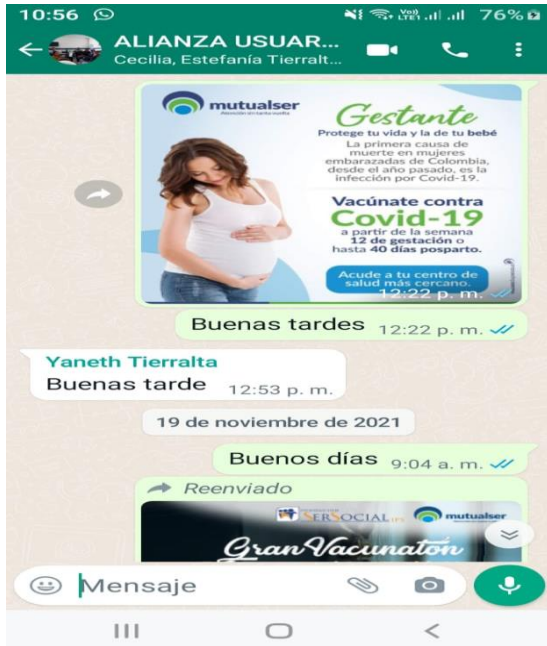 10:56
VoI) LTE1 76%
ALIANZA USUAR...
Cecilia, Estefanía Tierralt...
mutualser
Gestante
Protege tu vida y la de tu bebé
La primera causa de
muerte en mujeres
embarazadas de Colombia,
desde el año pasado, es la
infección por Covid-19.
Vacúnate contra
Covid-19
a partir de la semana
12 de gestación o
hasta 40 días posparto.
Acude a tu centro de
salud más cercano.
12:22 p. m.
Buenas tardes 12:22 p. m.
Yaneth Tierralta
Buenas tarde 12:53 p. m.
19 de noviembre de 2021
Buenos días 9:04 a. m.
Reenviado
SERSOCIAL IPS mutualser
Gran Vacunatón
Mensaje